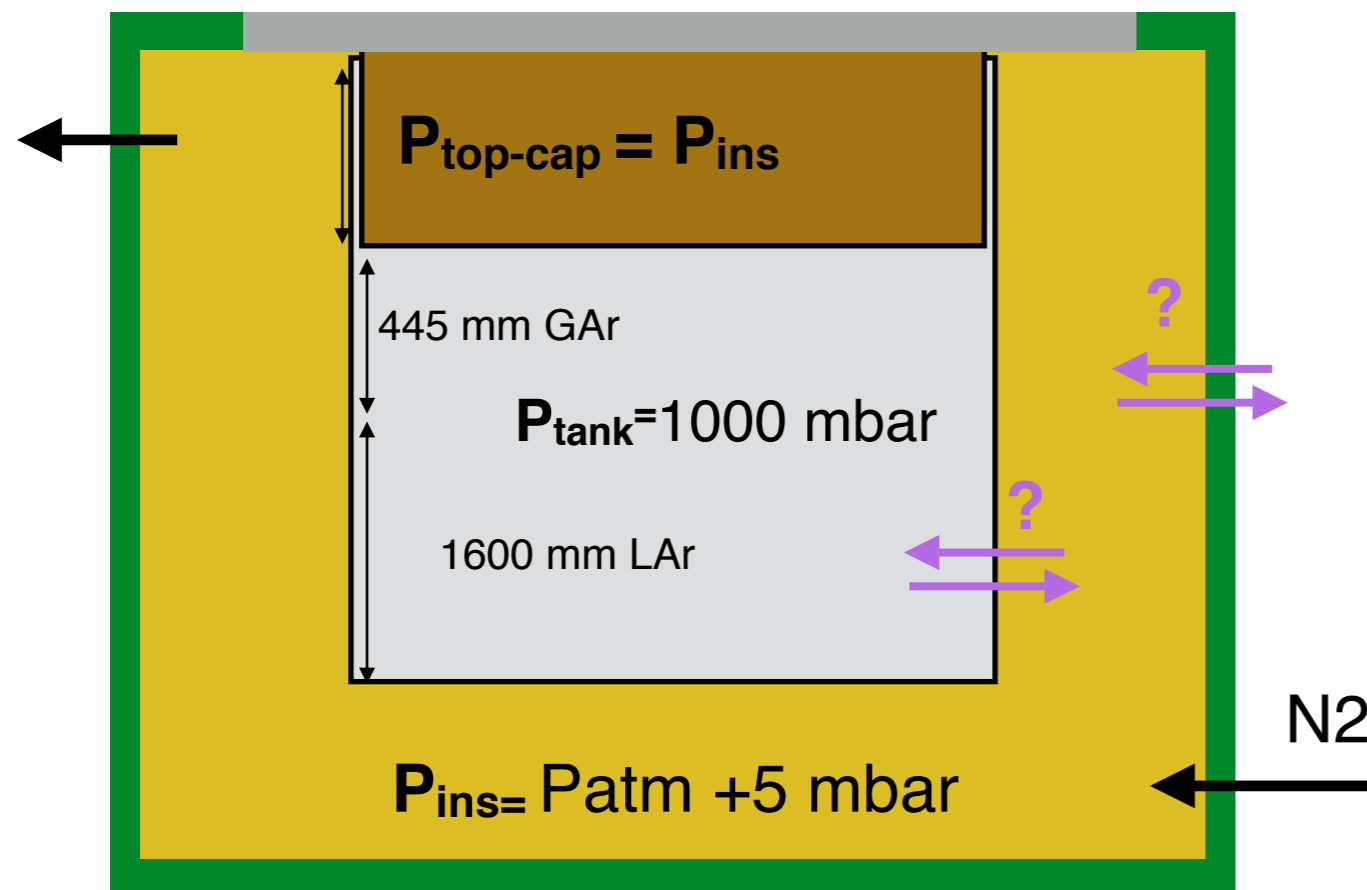 Ptop-cap = Pins
?
445 mm GAr
Ptank=1000 mbar
?
1600 mm LAr
N2
Pins= Patm +5 mbar